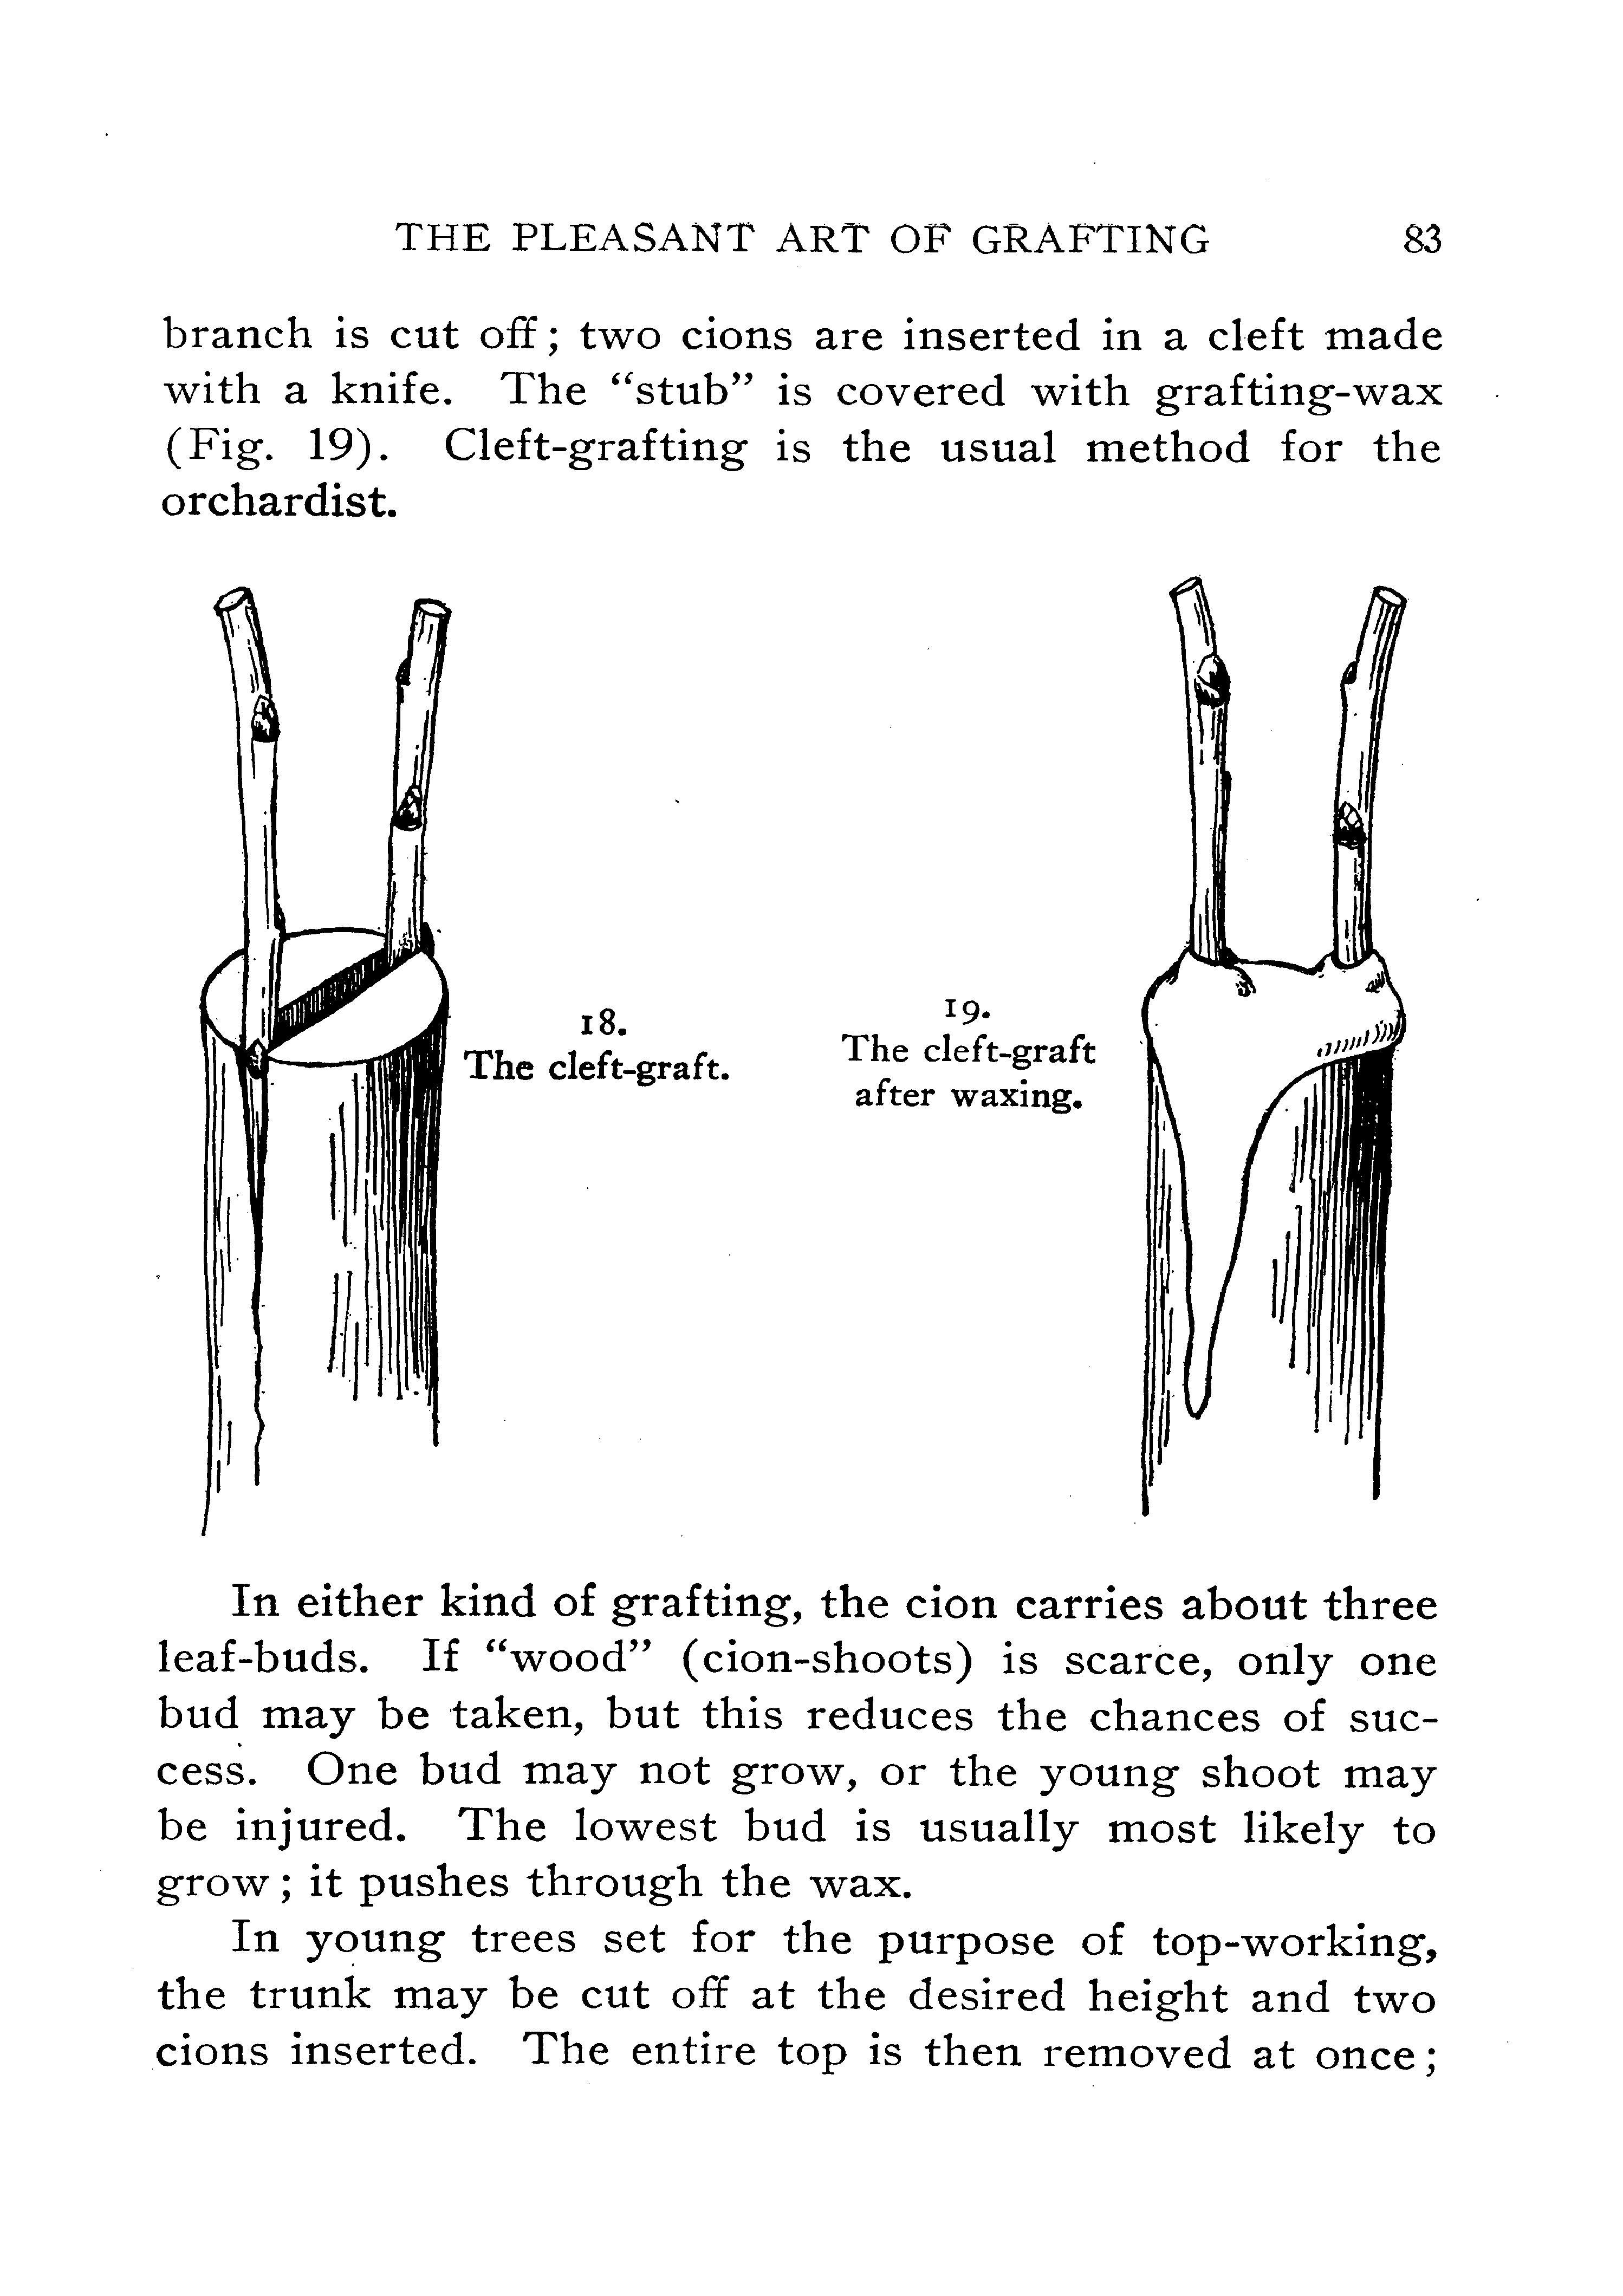 THE PLEASANT ART OF GRAFTING 83
branch is cut off; two cions are inserted in a cleft made
with a knife. The “stub” is covered with grafting-wax
(Fig. 19). Cleft-grafting is the usual method for the
orchardist.
18.
The cleft-graft.
19.
The cleft-graft
after waxing.
In either kind of grafting, the cion carries about three
leaf-buds. If “wood” (cion-shoots) is scarce, only one
bud may be taken, but this reduces the chances of suc-
cess. One bud may not grow, or the young shoot may
be injured. The lowest bud is usually most likely to
grow; it pushes through the wax.
In young trees set for the purpose of top-working,
the trunk may be cut off at the desired height and two
cions inserted. The entire top is then removed at once;